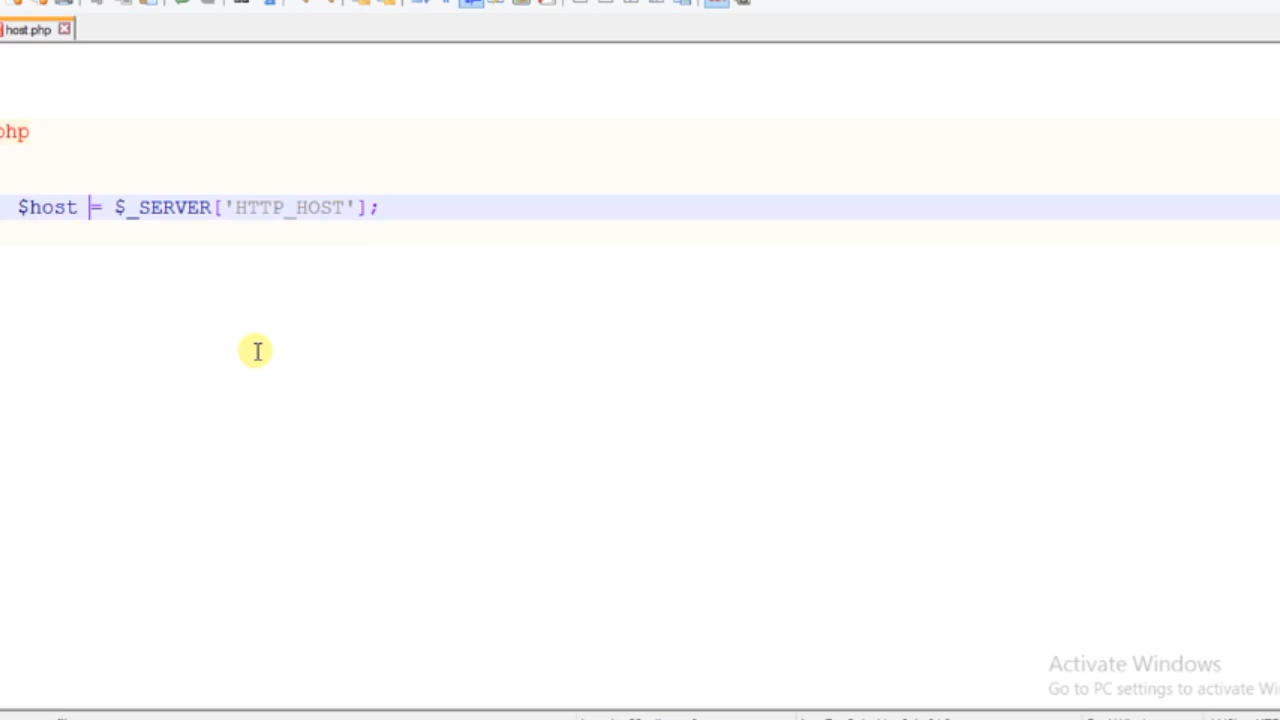 host.php
php
$host = $_SERVER['HTTP_HOST'];
Activate Windows
Go to PC settings to activate Wi